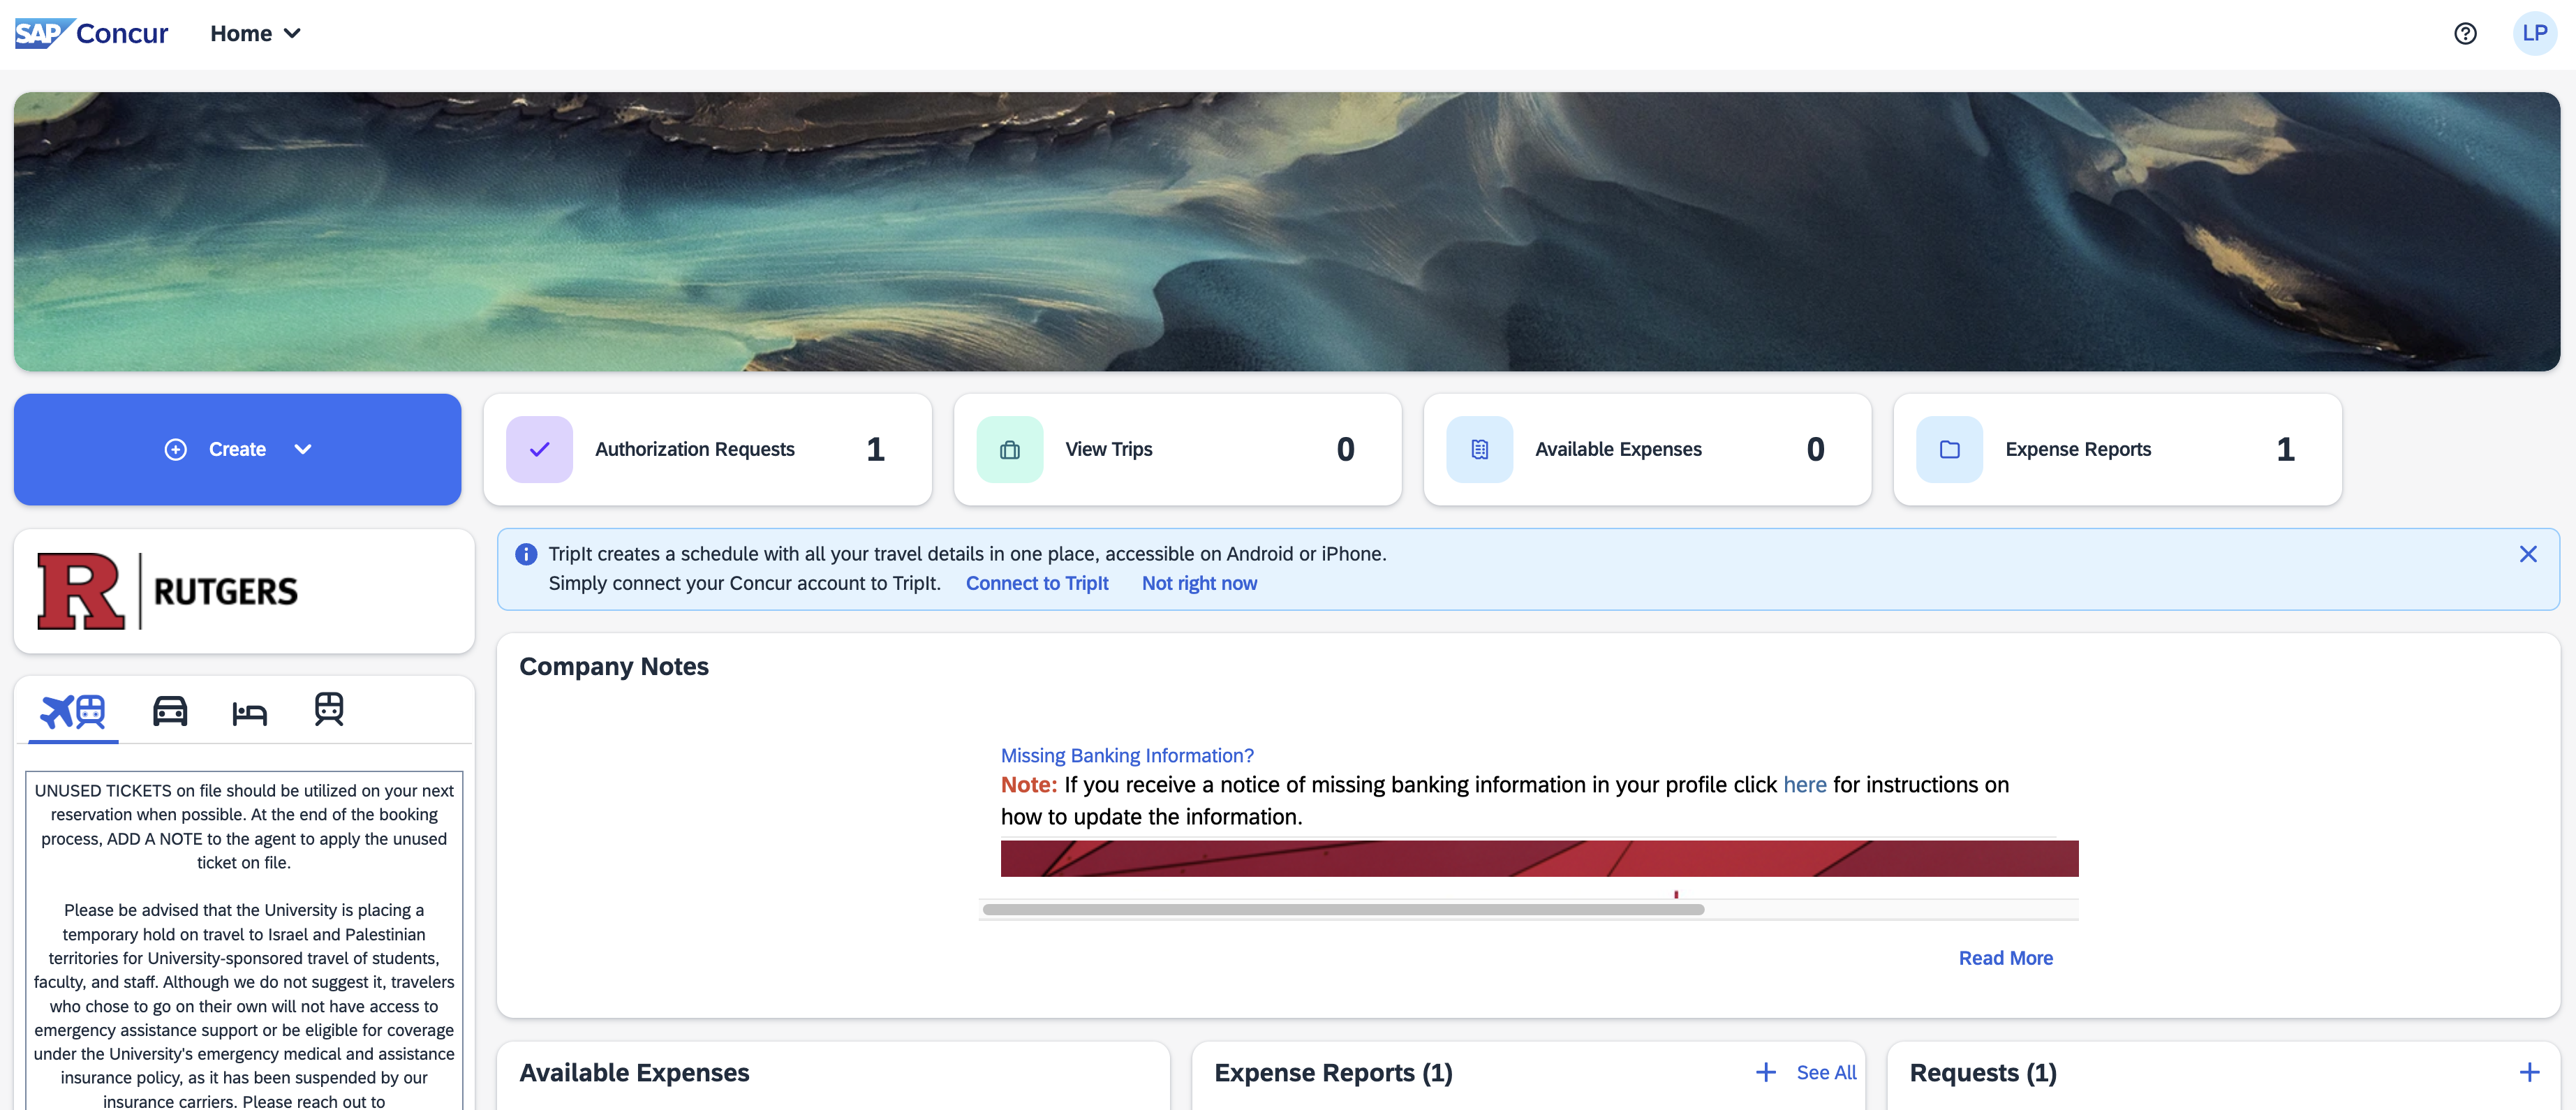 SAP Concur
Home
LP
Create
Authorization Requests 1
View Trips 0
Available Expenses 0
Expense Reports 1
R RUTGERS
TripIt creates a schedule with all your travel details in one place, accessible on Android or iPhone.
Simply connect your Concur account to TripIt. Connect to TripIt Not right now
Company Notes
Missing Banking Information?
Note: If you receive a notice of missing banking information in your profile click here for instructions on
how to update the information.
Read More
UNUSED TICKETS on file should be utilized on your next
reservation when possible. At the end of the booking
process, ADD A NOTE to the agent to apply the unused
ticket on file.
Please be advised that the University is placing a
temporary hold on travel to Israel and Palestinian
territories for University-sponsored travel of students,
faculty, and staff. Although we do not suggest it, travelers
who chose to go on their own will not have access to
emergency assistance support or be eligible for coverage
under the University's emergency medical and assistance
insurance policy, as it has been suspended by our
insurance carriers. Please reach out to
Available Expenses
Expense Reports (1)
See All
Requests (1)